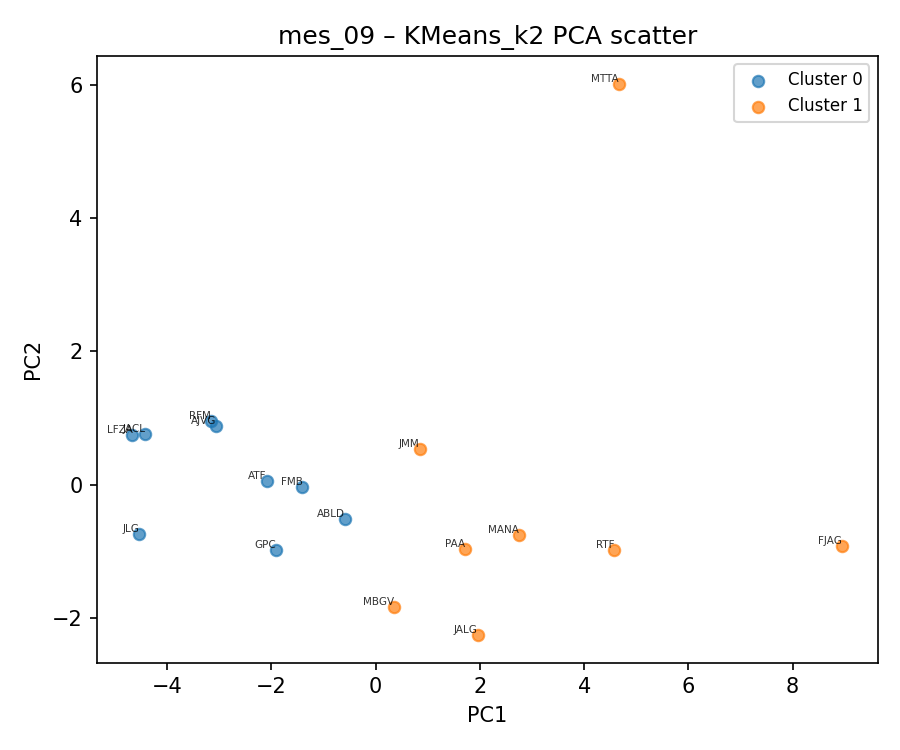 mes_09 – KMeans_k2 PCA scatter
Cluster 0
Cluster 1
PC2
6
4
2
0
−2
MTTA
RFM
AJVG
JACL
JMM
ATF
FMB
ABLD
JLG
GPC
PAA
MANA
RTF
FJAG
MBGV
JALG
−4
−2
0
2
4
6
8
PC1